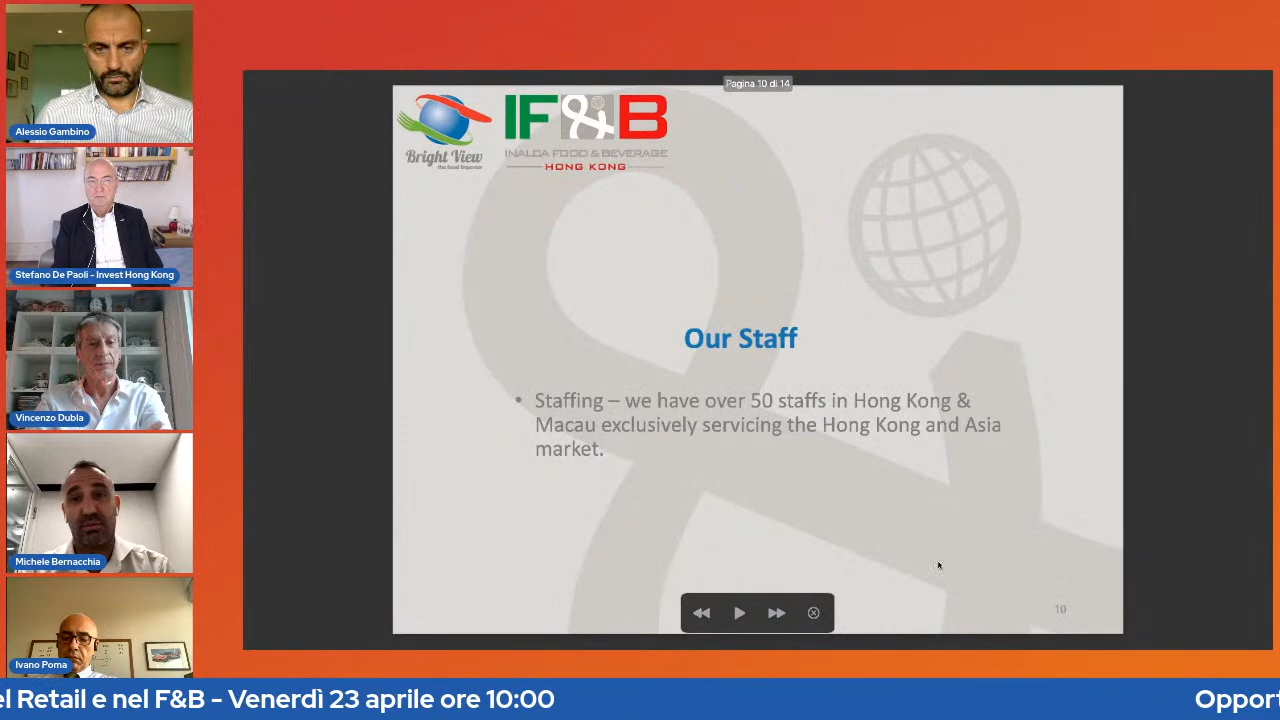 Alessio Gambino
Stefano De Paoli - Invest Hong Kong
Vincenzo Dubla
Michele Bernacchia
Ivano Poma
Pagina 10 di 14
Bright View
the food importer
IF&B
INALCA FOOD & BEVERAGE
HONG KONG
Our Staff
• Staffing – we have over 50 staffs in Hong Kong &
Macau exclusively servicing the Hong Kong and Asia
market.
10
el Retail e nel F&B - Venerdì 23 aprile ore 10:00
Opport